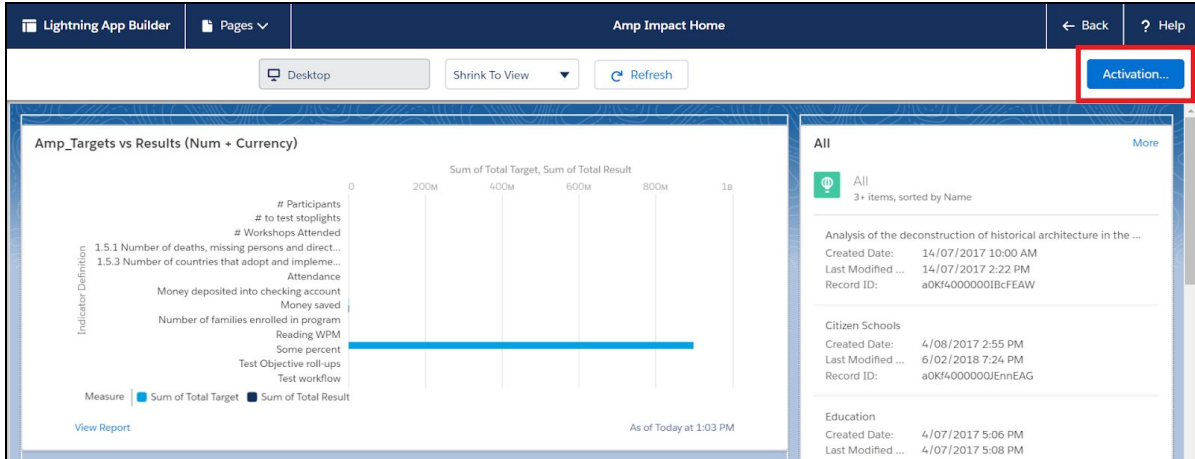 Lightning App Builder
Pages
Amp Impact Home
Back
? Help
Desktop
Shrink To View
Refresh
Activation...
Amp_Targets vs Results (Num + Currency)
Sum of Total Target, Sum of Total Result
0 200M 400M 600M 800M 1B
Indicator Definition
# Participants
# to test stoplights
# Workshops Attended
1.5.1 Number of deaths, missing persons and direct...
1.5.3 Number of countries that adopt and impleme...
Attendance
Money deposited into checking account
Money saved
Number of families enrolled in program
Reading WPM
Some percent
Test Objective roll-ups
Test workflow
Measure Sum of Total Target Sum of Total Result
View Report
As of Today at 1:03 PM
All
More
All
3+ items, sorted by Name
Analysis of the deconstruction of historical architecture in the ...
Created Date: 14/07/2017 10:00 AM
Last Modified ... 14/07/2017 2:22 PM
Record ID: a0Kf4000000IBcFEAW
Citizen Schools
Created Date: 4/08/2017 2:55 PM
Last Modified ... 6/02/2018 7:24 PM
Record ID: a0Kf4000000JEnnEAG
Education
Created Date: 4/07/2017 5:06 PM
Last Modified ... 4/07/2017 5:08 PM